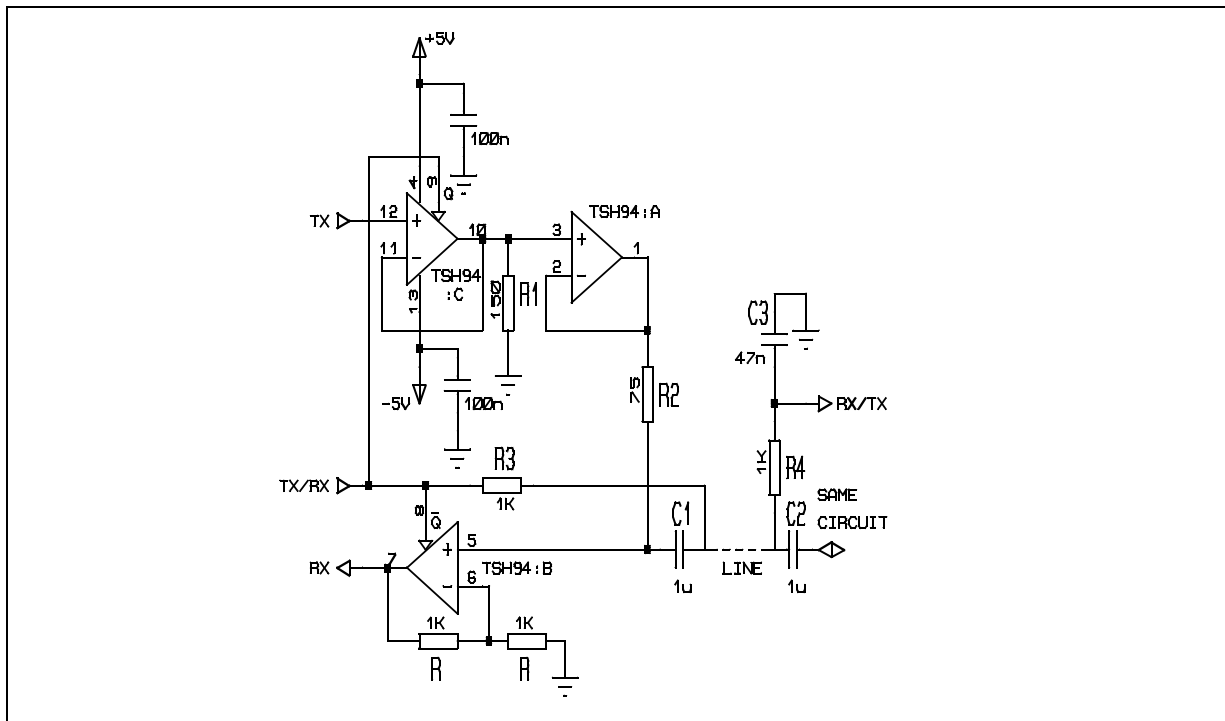 +5V
100n
4
9
Q
TX
12
+
10
11
-
TSH94
:C
13
150
R1
TSH94:A
3
+
1
2
-
-5V
100n
75
R2
C3
47n
RX/TX
1K
R4
R3
1K
TX/RX
8
Q̅
5
+
C1
1u
LINE
C2
1u
SAME
CIRCUIT
RX
7
6
-
TSH94:B
1K
R
1K
R